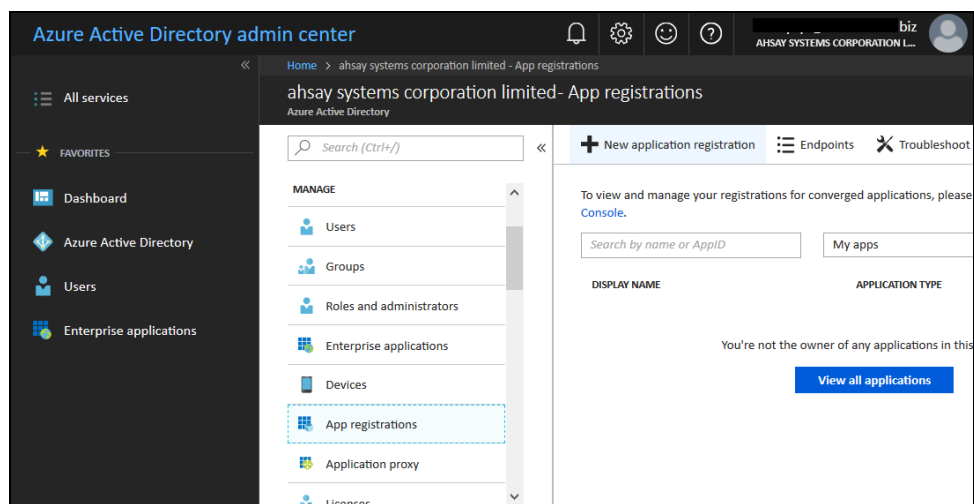 Azure Active Directory admin center
biz
AHSAY SYSTEMS CORPORATION L...
Home > ahsay systems corporation limited - App registrations
All services
ahsay systems corporation limited- App registrations
Azure Active Directory
FAVORITES
Dashboard
Azure Active Directory
Users
Enterprise applications
Search (Ctrl+/)
MANAGE
Users
Groups
Roles and administrators
Enterprise applications
Devices
App registrations
Application proxy
Licenses
New application registration
Endpoints
Troubleshoot
To view and manage your registrations for converged applications, please
Console.
Search by name or AppID
My apps
DISPLAY NAME
APPLICATION TYPE
You're not the owner of any applications in this
View all applications